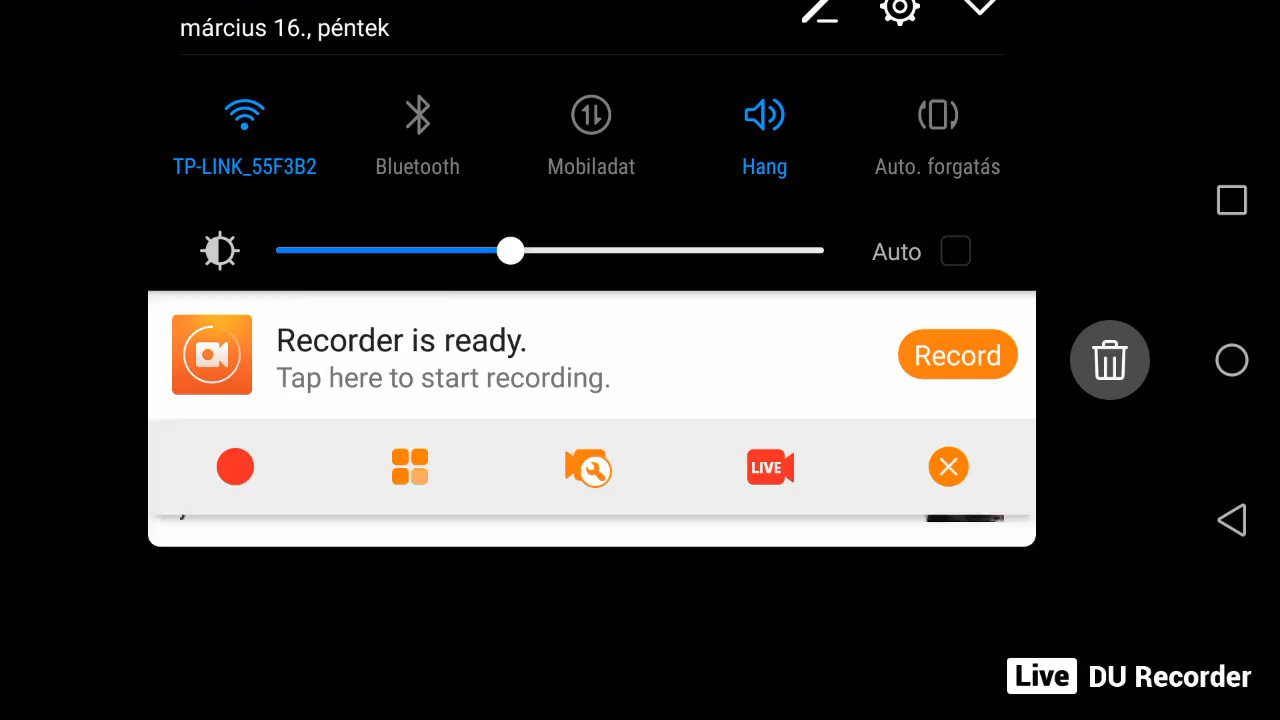 március 16., péntek
TP-LINK_55F3B2
Bluetooth
Mobiladat
Hang
Auto. forgatás
Auto
Recorder is ready.
Tap here to start recording.
Record
LIVE
Live DU Recorder